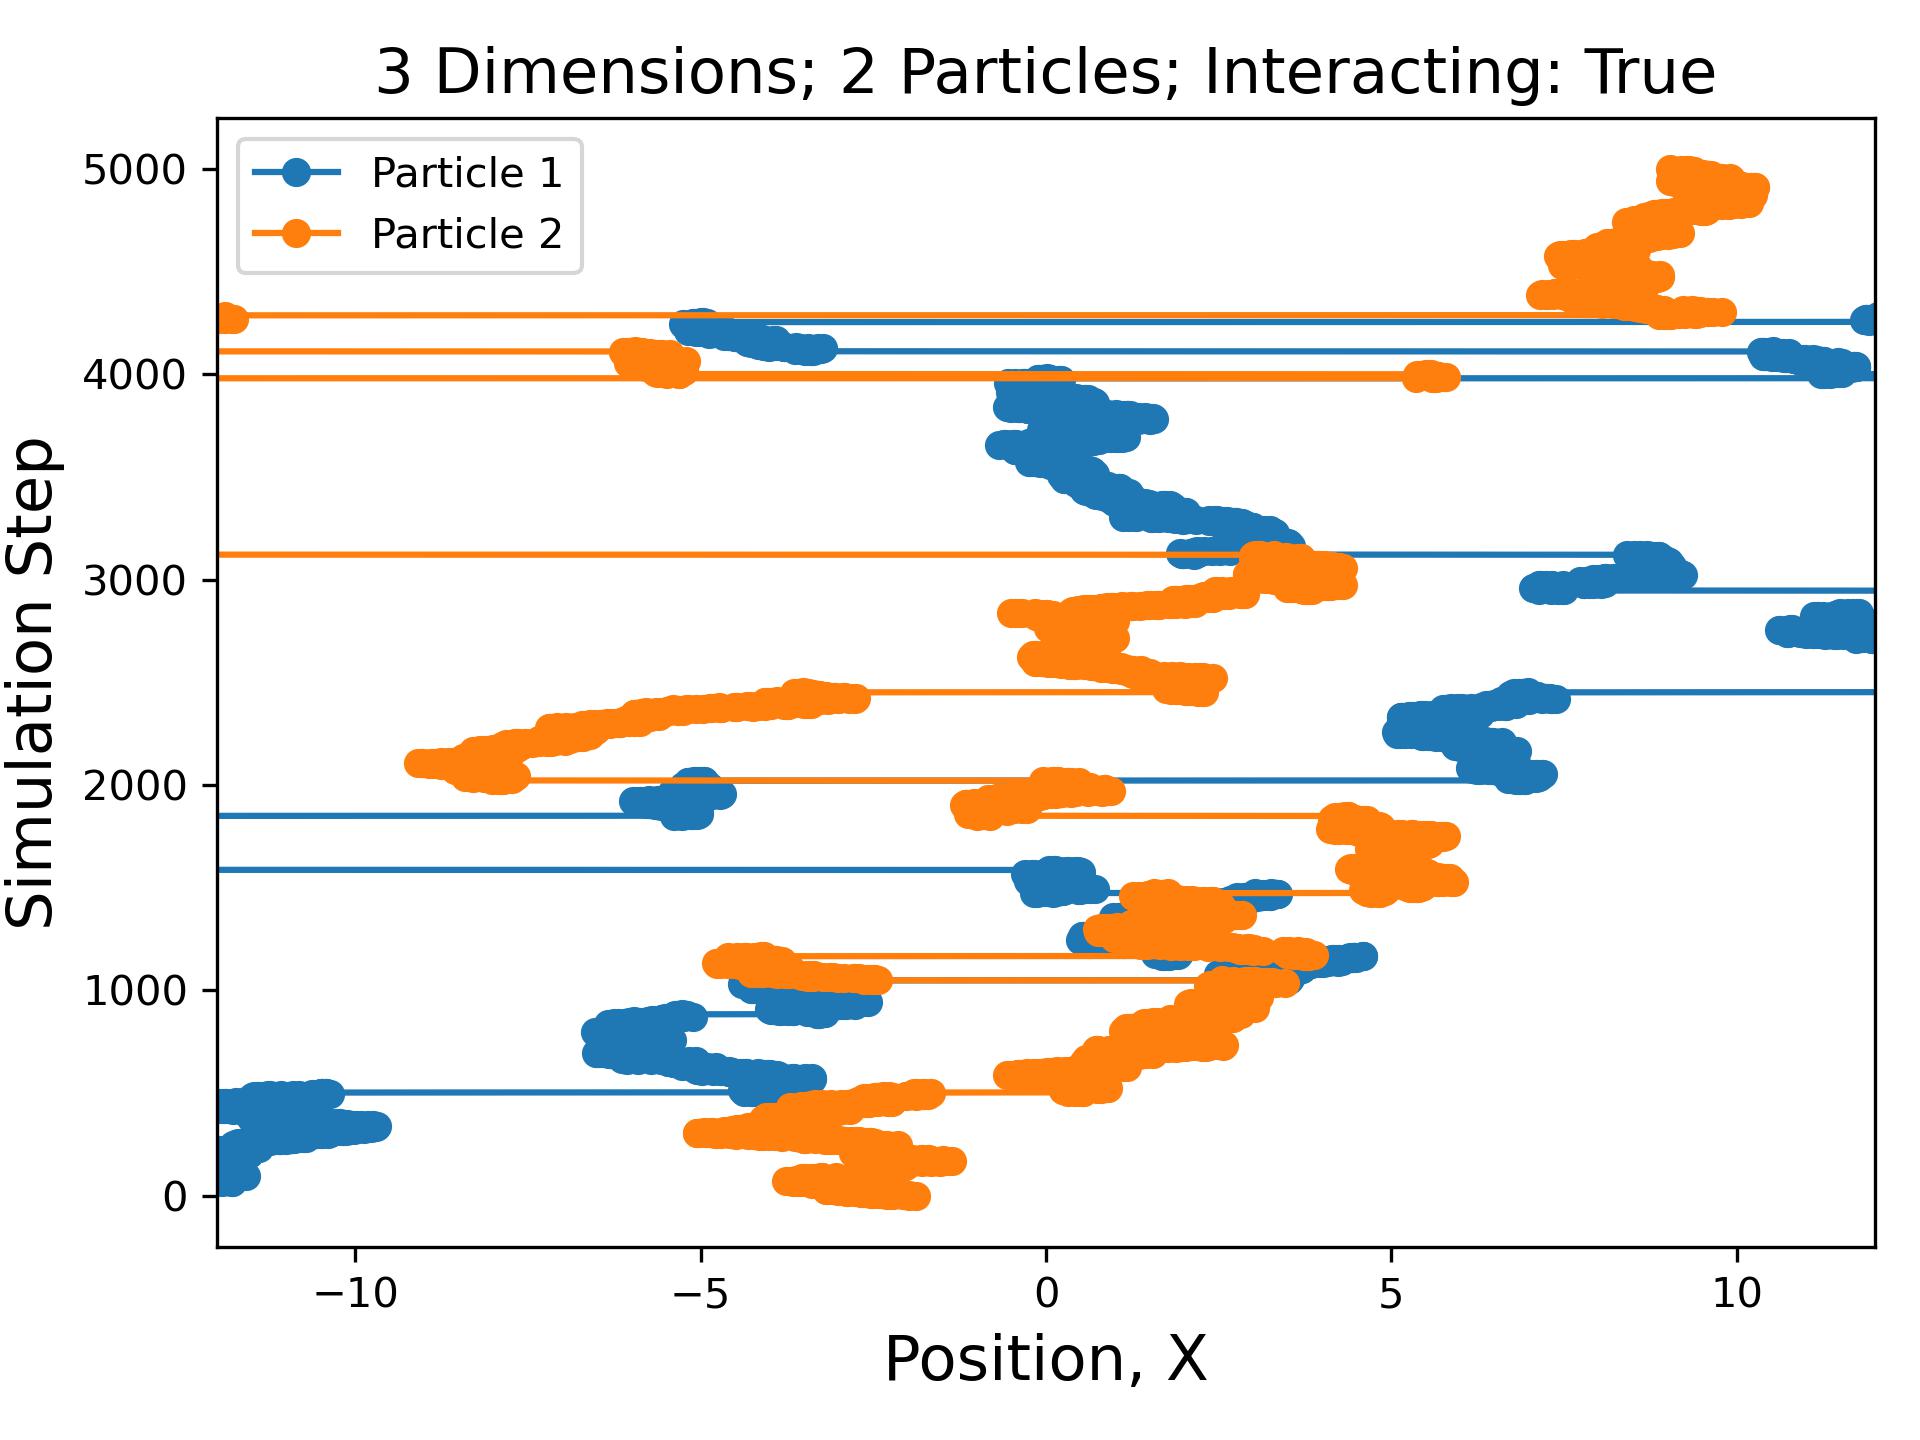 3 Dimensions; 2 Particles; Interacting: True
Particle 1
Particle 2
5000
4000
3000
2000
1000
0
Simulation Step
−10
−5
0
5
10
Position, X